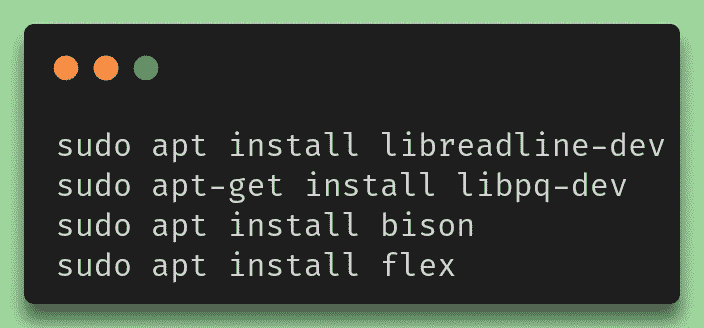 sudo apt install libreadline-dev
sudo apt-get install libpq-dev
sudo apt install bison
sudo apt install flex